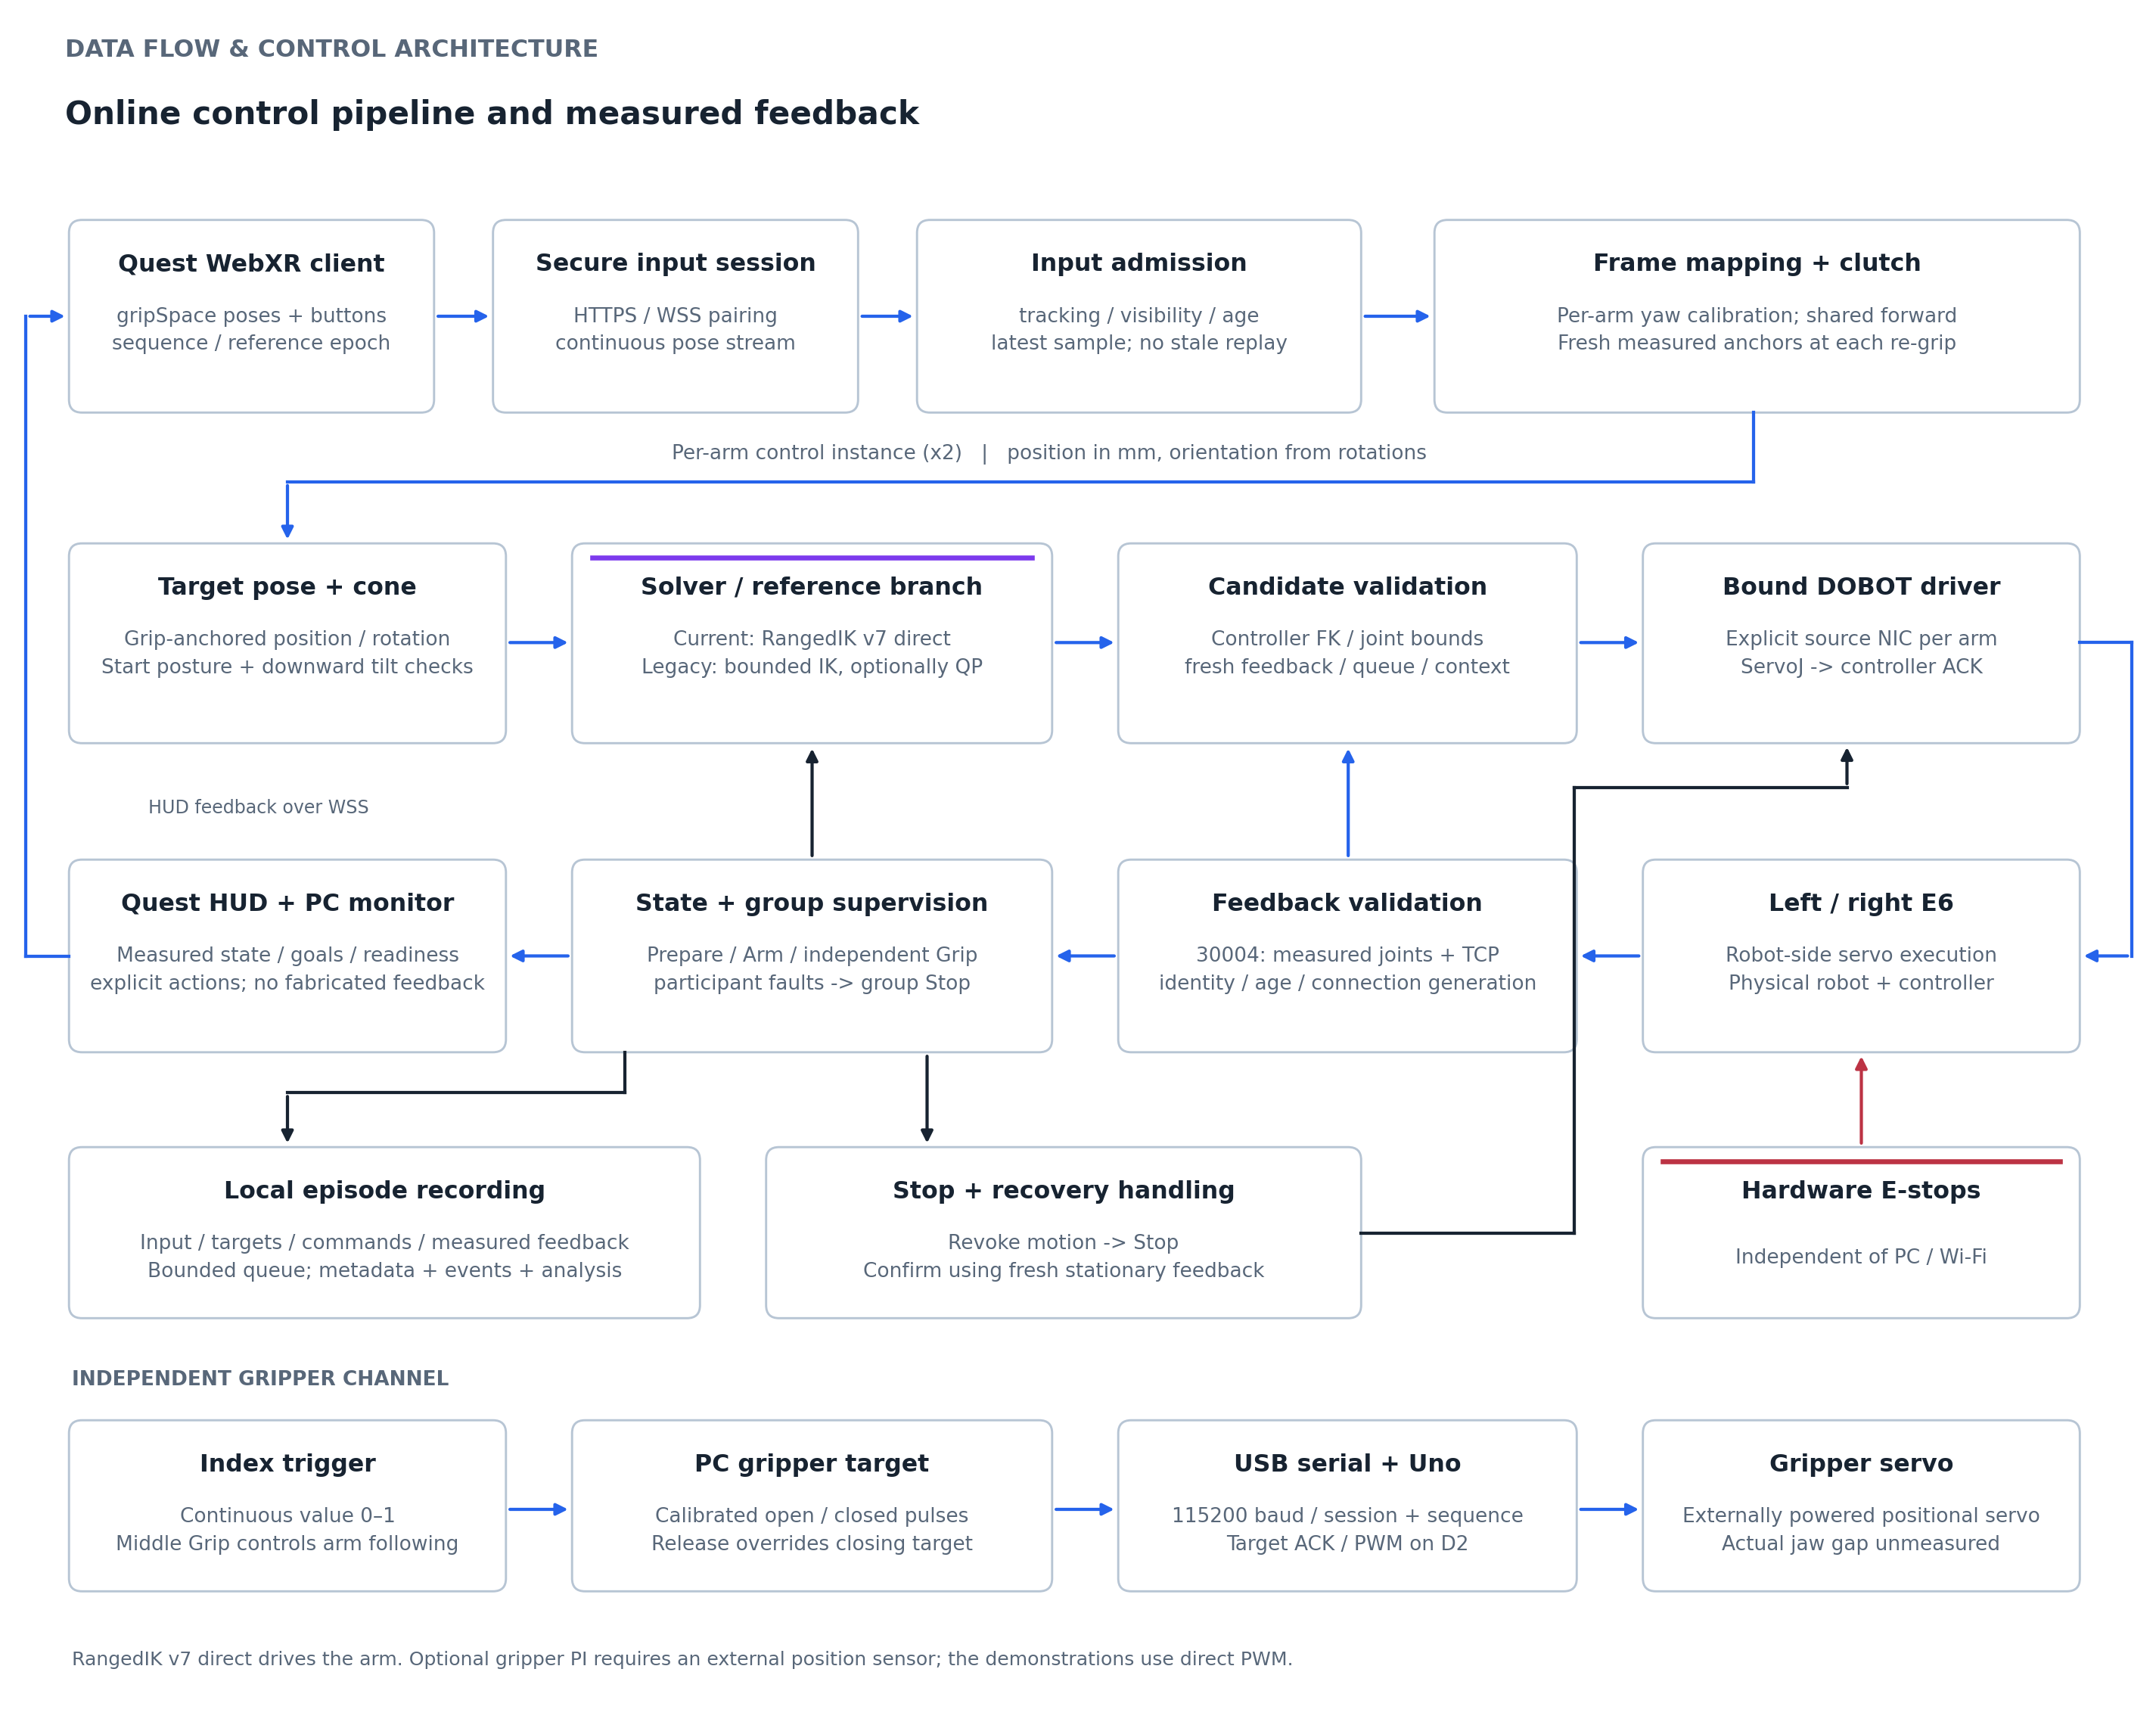 DATA FLOW & CONTROL ARCHITECTURE
Online control pipeline and measured feedback
Quest WebXR client
gripSpace poses + buttons
sequence / reference epoch
Secure input session
HTTPS / WSS pairing
continuous pose stream
Input admission
tracking / visibility / age
latest sample; no stale replay
Frame mapping + clutch
Per-arm yaw calibration; shared forward
Fresh measured anchors at each re-grip
Per-arm control instance (x2) | position in mm, orientation from rotations
Target pose + cone
Grip-anchored position / rotation
Start posture + downward tilt checks
Solver / reference branch
Current: RangedIK v7 direct
Legacy: bounded IK, optionally QP
Candidate validation
Controller FK / joint bounds
fresh feedback / queue / context
Bound DOBOT driver
Explicit source NIC per arm
ServoJ -> controller ACK
HUD feedback over WSS
Quest HUD + PC monitor
Measured state / goals / readiness
explicit actions; no fabricated feedback
State + group supervision
Prepare / Arm / independent Grip
participant faults -> group Stop
Feedback validation
30004: measured joints + TCP
identity / age / connection generation
Left / right E6
Robot-side servo execution
Physical robot + controller
Local episode recording
Input / targets / commands / measured feedback
Bounded queue; metadata + events + analysis
Stop + recovery handling
Revoke motion -> Stop
Confirm using fresh stationary feedback
Hardware E-stops
Independent of PC / Wi-Fi
INDEPENDENT GRIPPER CHANNEL
Index trigger
Continuous value 0–1
Middle Grip controls arm following
PC gripper target
Calibrated open / closed pulses
Release overrides closing target
USB serial + Uno
115200 baud / session + sequence
Target ACK / PWM on D2
Gripper servo
Externally powered positional servo
Actual jaw gap unmeasured
RangedIK v7 direct drives the arm. Optional gripper PI requires an external position sensor; the demonstrations use direct PWM.